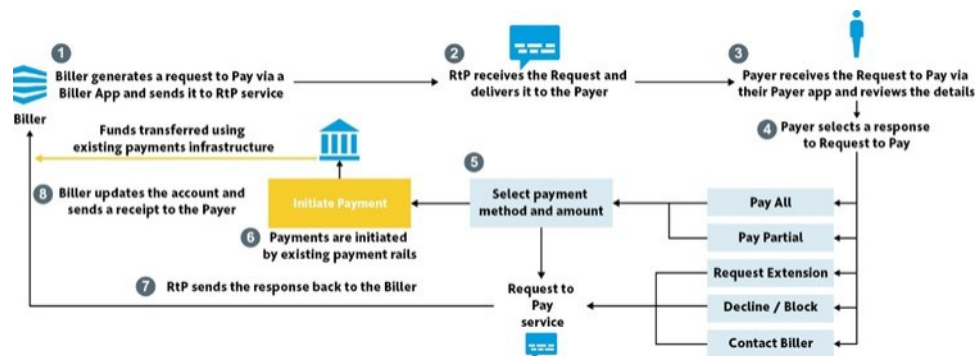 1
Biller generates a request to Pay via a
Biller App and sends it to RtP service
Biller
2
RtP receives the Request and
delivers it to the Payer
3
Payer receives the Request to Pay via
their Payer app and reviews the details
4
Payer selects a response
to Request to Pay
Funds transferred using
existing payments infrastructure
5
Select payment
method and amount
Pay All
Pay Partial
Request Extension
Decline / Block
Contact Biller
Initiate Payment
6
Payments are initiated
by existing payment rails
8
Biller updates the account and
sends a receipt to the Payer
7
RtP sends the response back to the Biller
Request to
Pay
service